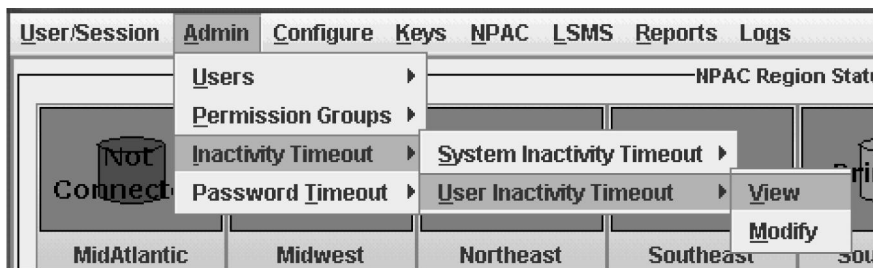 User/Session Admin Configure Keys NPAC LSMS Reports Logs
Users
NPAC Region
Permission Groups
Not
Inactivity Timeout
System Inactivity Timeout
Password Timeout
User Inactivity Timeout
View
Modify
MidAtlantic Midwest Northeast Southeast